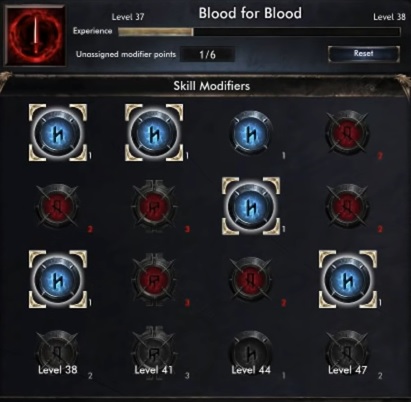 Blood for Blood
Level 37
Level 38
Experience
Unassigned modifier points 1/6
Reset
Skill Modifiers
1 1 1 2
2 3 1 2
1 3 2 1
Level 38 Level 41 Level 44 Level 47
2 3 1 2